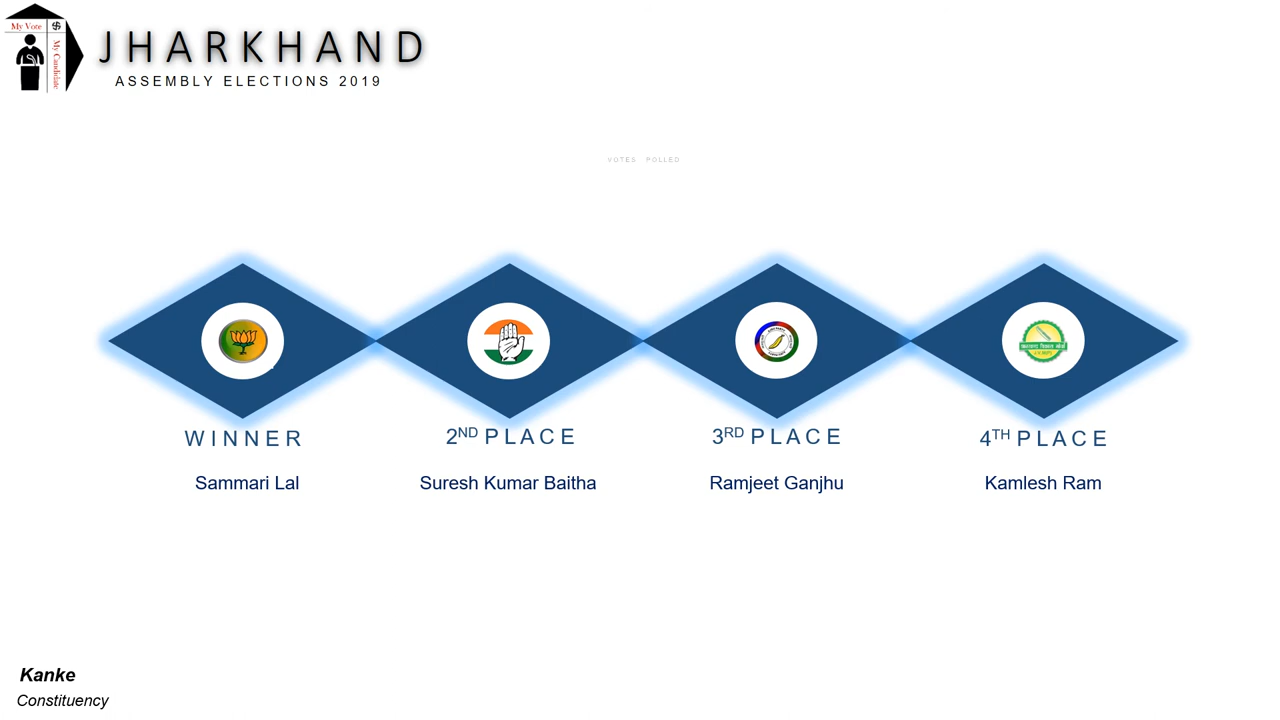 My Vote
My Candidate
JHARKHAND
ASSEMBLY ELECTIONS 2019
VOTES POLLED
WINNER
2ND PLACE
3RD PLACE
4TH PLACE
Sammari Lal
Suresh Kumar Baitha
Ramjeet Ganjhu
Kamlesh Ram
Kanke
Constituency